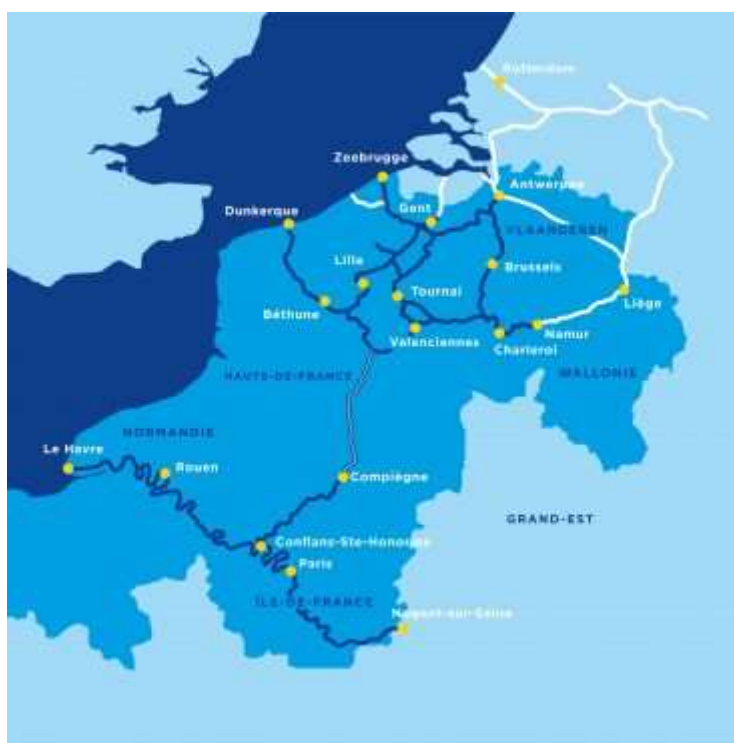 Rotterdam
Zeebrugge
Antwerpen
Dunkerque
Gent
VLAANDEREN
Lille
Brussels
Tournai
Liège
Béthune
Namur
Valenciennes
Charleroi
HAUTS-DE-FRANCE
WALLONIE
NORMANDIE
Le Havre
Rouen
Compiègne
GRAND-EST
Conflans-Ste-Honorine
Paris
ÎLE-DE-FRANCE
Nogent-sur-Seine